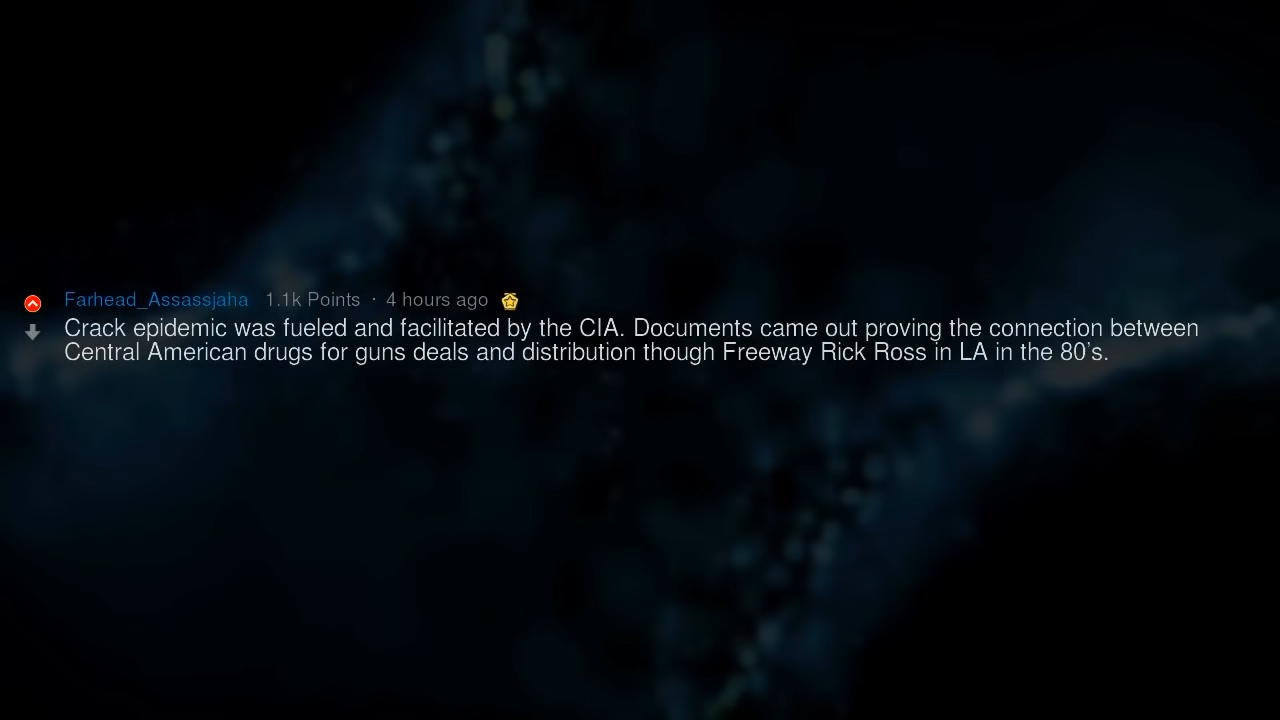 Farhead_Assassjaha 1.1k Points · 4 hours ago
Crack epidemic was fueled and facilitated by the CIA. Documents came out proving the connection between
Central American drugs for guns deals and distribution though Freeway Rick Ross in LA in the 80's.